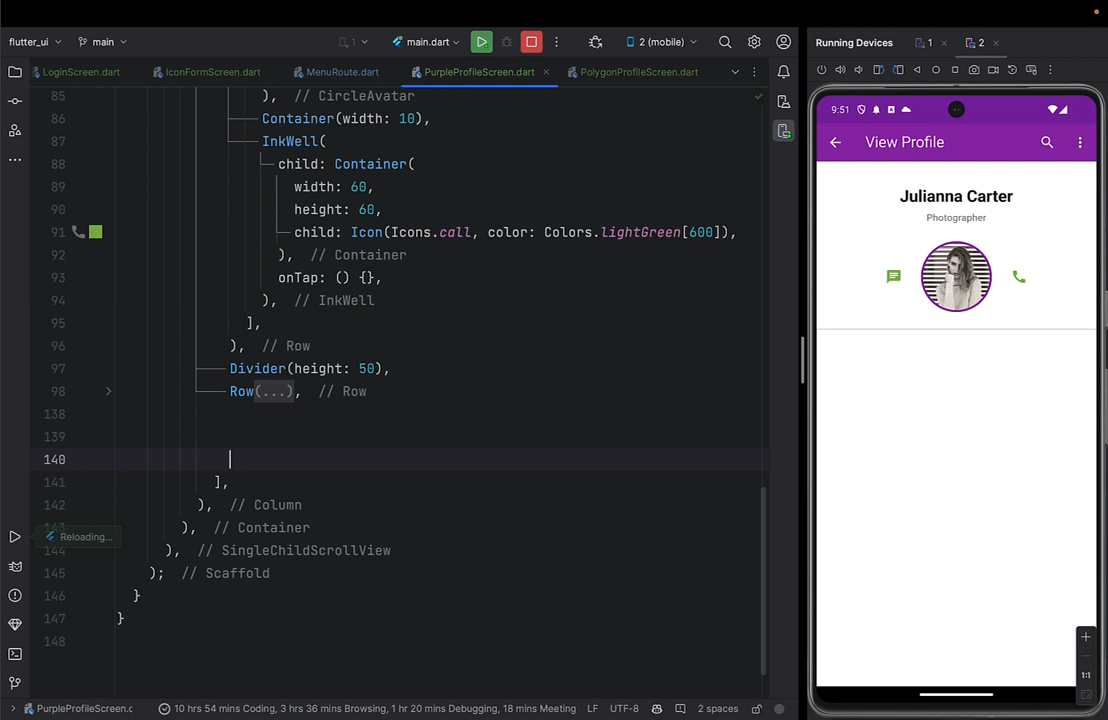 flutter_ui
main
1
main.dart
2 (mobile)
Running Devices
1
2
LoginScreen.dart
IconFormScreen.dart
MenuRoute.dart
PurpleProfileScreen.dart
PolygonProfileScreen.dart
85 ), // CircleAvatar
86 Container(width: 10),
87 InkWell(
88 child: Container(
89 width: 60,
90 height: 60,
91 child: Icon(Icons.call, color: Colors.lightGreen[600]),
92 ), // Container
93 onTap: () {},
94 ), // InkWell
95 ],
96 ), // Row
97 Divider(height: 50),
98 Row(...), // Row
138
139
140
141 ],
142 ), // Column
143 ), // Container
144 ), // SingleChildScrollView
145 ); // Scaffold
146 }
147 }
148
Reloading...
9:51
View Profile
Julianna Carter
Photographer
1:1
PurpleProfileScreen.c
10 hrs 54 mins Coding, 3 hrs 36 mins Browsing, 1 hr 20 mins Debugging, 18 mins Meeting
LF
UTF-8
2 spaces